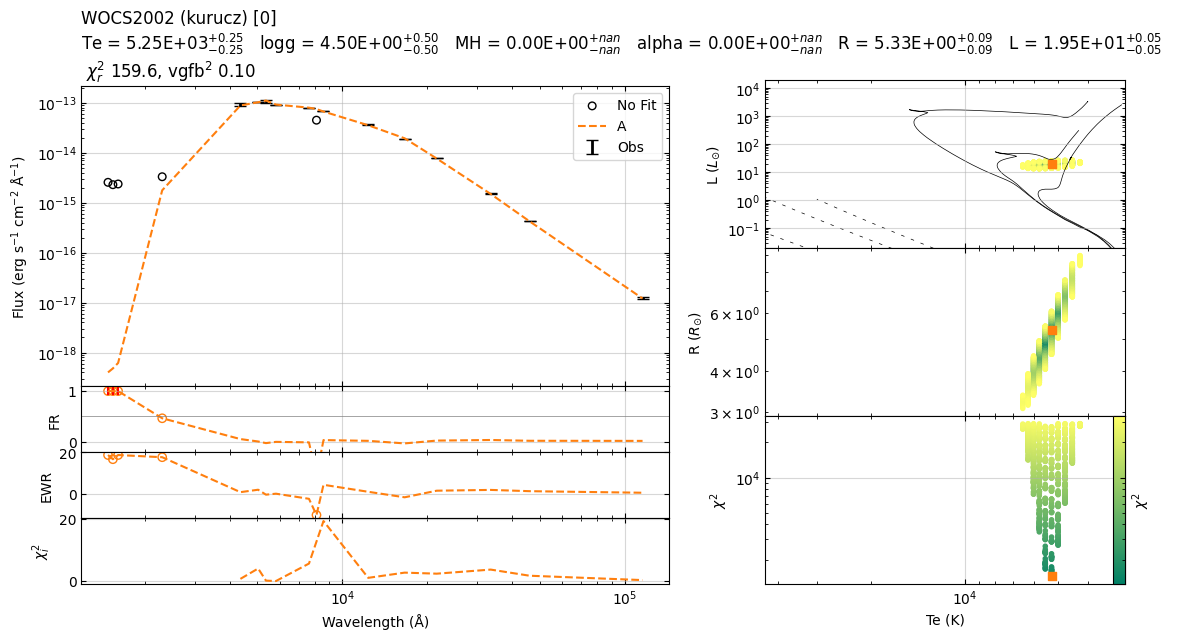 WOCS2002 (kurucz) [0]
Te = 5.25E+03$^{+0.25}_{-0.25}$ logg = 4.50E+00$^{+0.50}_{-0.50}$ MH = 0.00E+00$^{+nan}_{-nan}$ alpha = 0.00E+00$^{+nan}_{-nan}$ R = 5.33E+00$^{+0.09}_{-0.09}$ L = 1.95E+01$^{+0.05}_{-0.05}$
χ$^2_r$ 159.6, vgfb² 0.10
Flux (erg s⁻¹ cm⁻² Å⁻¹)
10⁻¹³
10⁻¹⁴
10⁻¹⁵
10⁻¹⁶
10⁻¹⁷
10⁻¹⁸
No Fit
A
Obs
FR
1
0
EWR
20
0
χ$^2_i$
20
0
10⁴
10⁵
Wavelength (Å)
L (L⊙)
10⁴
10³
10²
10¹
10⁰
10⁻¹
R (R⊙)
6 × 10⁰
4 × 10⁰
3 × 10⁰
χ²
10⁴
10⁴
Te (K)
χ²